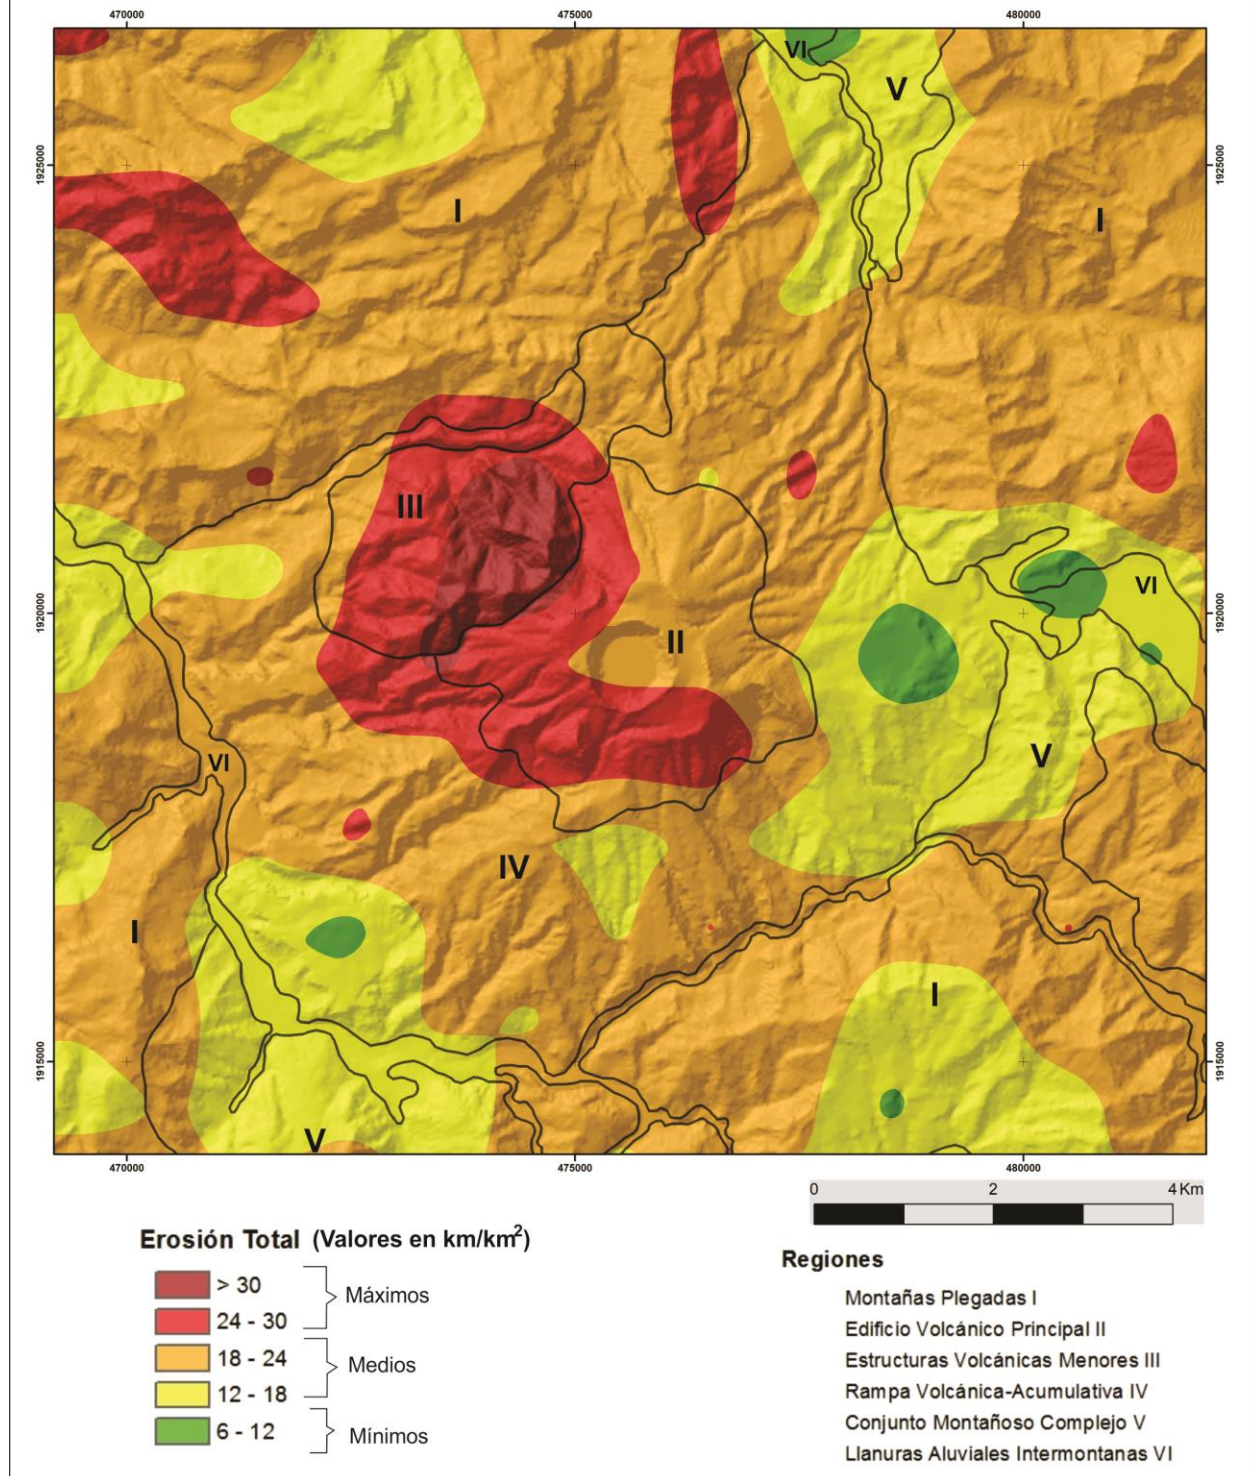 470000 475000 480000
VI
V
1925000 1925000
I I
III
VI
1920000 1920000
II
V
VI
IV
I
I
1915000 1915000
V
470000 475000 480000
0 2 4 Km
Erosión Total (Valores en km/km²)
> 30
24 - 30
Máximos
18 - 24
12 - 18
Medios
6 - 12
Mínimos
Regiones
Montañas Plegadas I
Edificio Volcánico Principal II
Estructuras Volcánicas Menores III
Rampa Volcánica-Acumulativa IV
Conjunto Montañoso Complejo V
Llanuras Aluviales Intermontanas VI